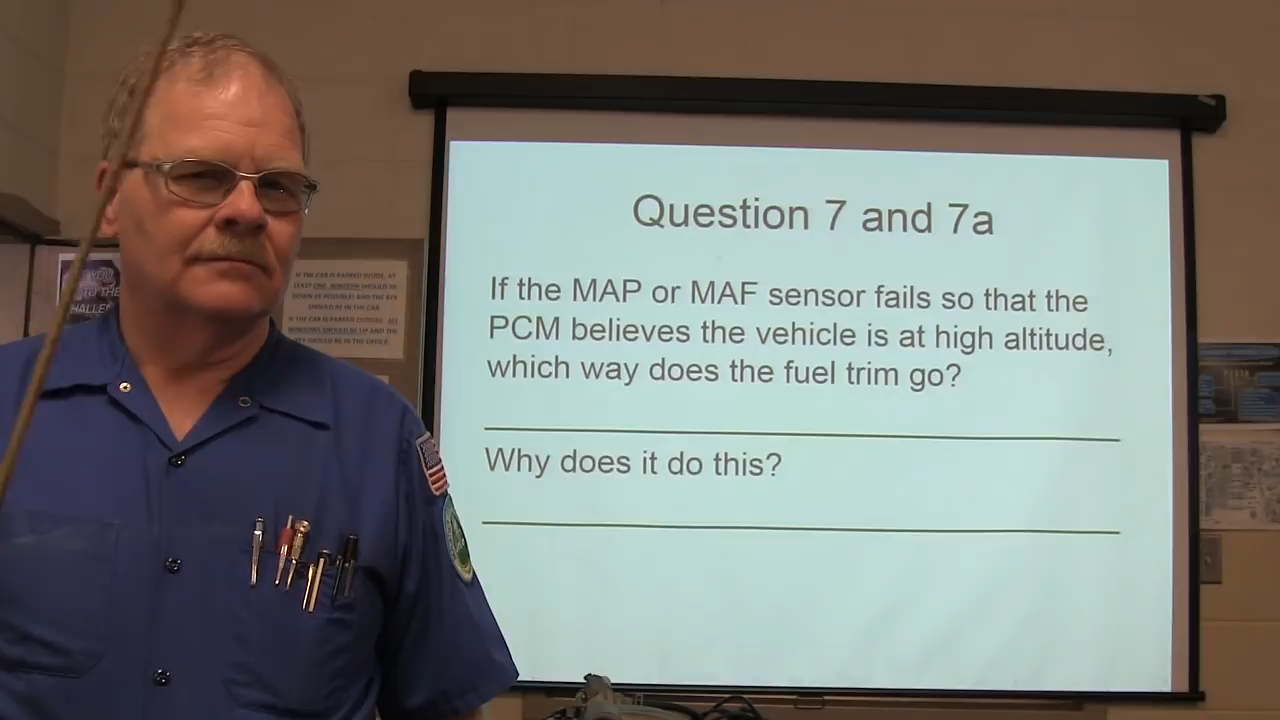 Question 7 and 7a
If the MAP or MAF sensor fails so that the
PCM believes the vehicle is at high altitude,
which way does the fuel trim go?
Why does it do this?
YOU
TO THE
IF THE CAR IS PARKED INSIDE, AT
LEAST ONE WINDOW SHOULD BE
DOWN (IF POSSIBLE) AND THE KEY
SHOULD BE IN THE CAR
IF THE CAR IS PARKED OUTSIDE, ALL
WINDOWS SHOULD BE UP AND THE
KEY SHOULD BE IN THE OFFICE.